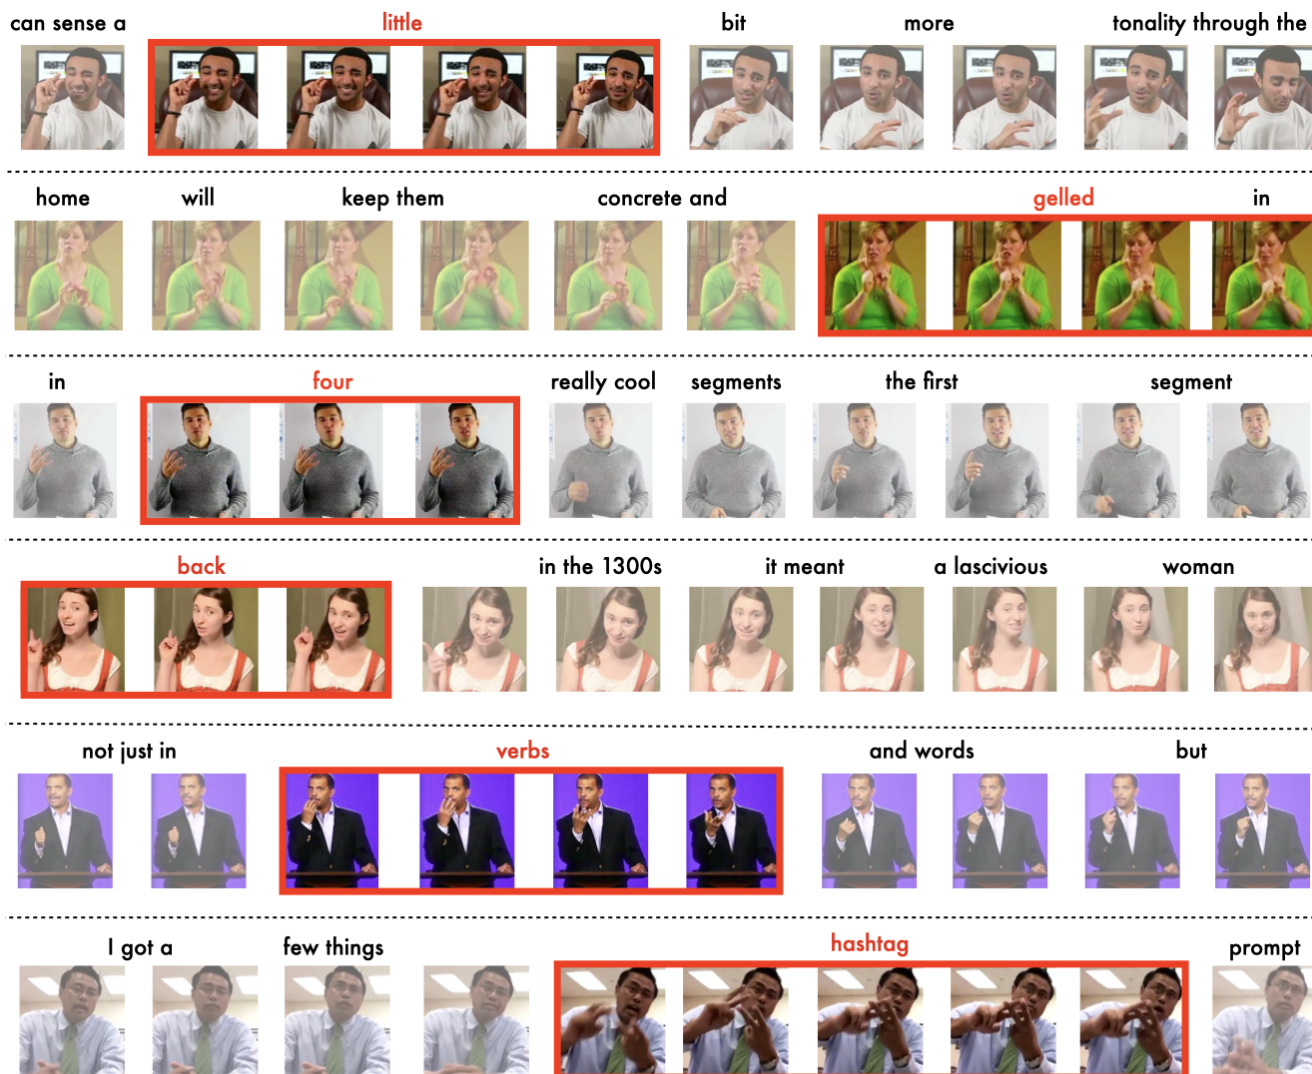 can sense a little bit more tonality through the
home will keep them concrete and gelled in
in four really cool segments the first segment
back in the 1300s it meant a lascivious woman
not just in verbs and words but
I got a few things hashtag prompt